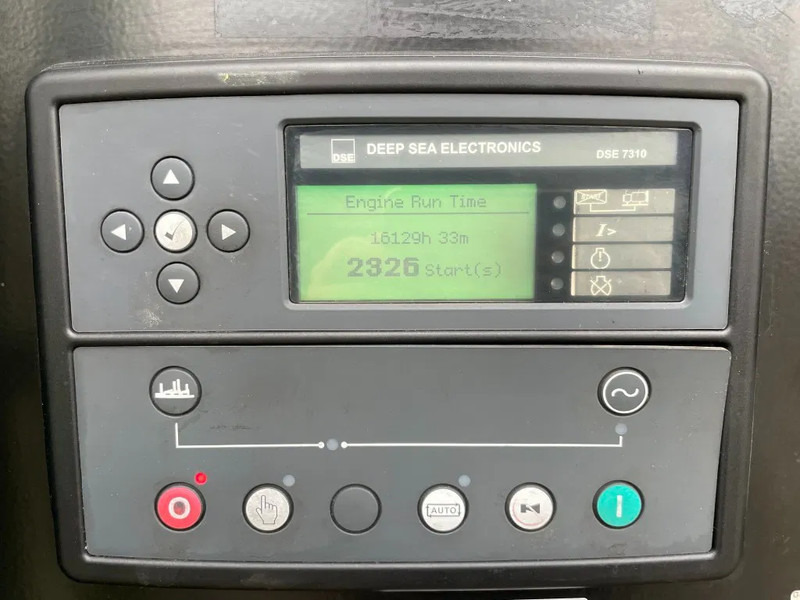 DSE DEEP SEA ELECTRONICS
DSE 7310
Engine Run Time
16129h 33m
2326 Start(s)
I>
AUTO